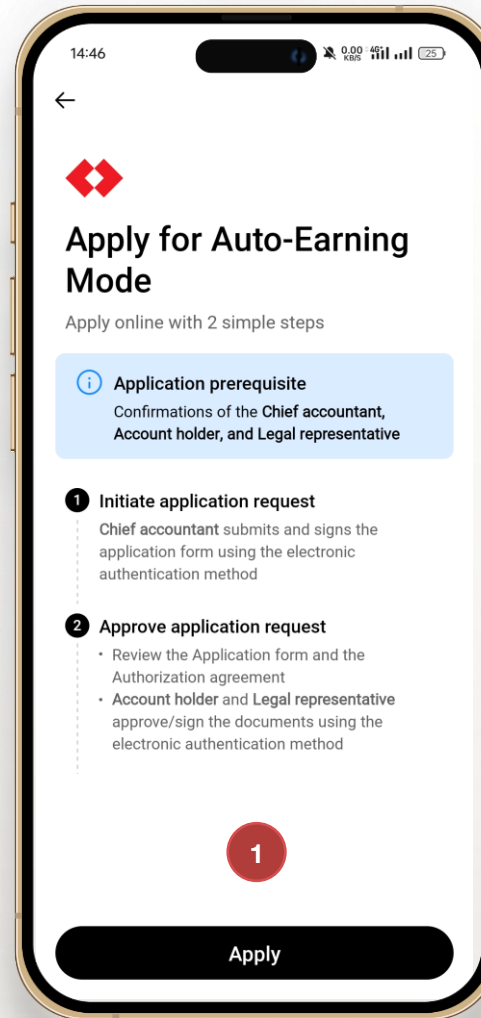 14:46
0.00 KB/S 4G+ 25
Apply for Auto-Earning
Mode
Apply online with 2 simple steps
Application prerequisite
Confirmations of the Chief accountant,
Account holder, and Legal representative
1 Initiate application request
Chief accountant submits and signs the
application form using the electronic
authentication method
2 Approve application request
• Review the Application form and the
Authorization agreement
• Account holder and Legal representative
approve/sign the documents using the
electronic authentication method
1
Apply